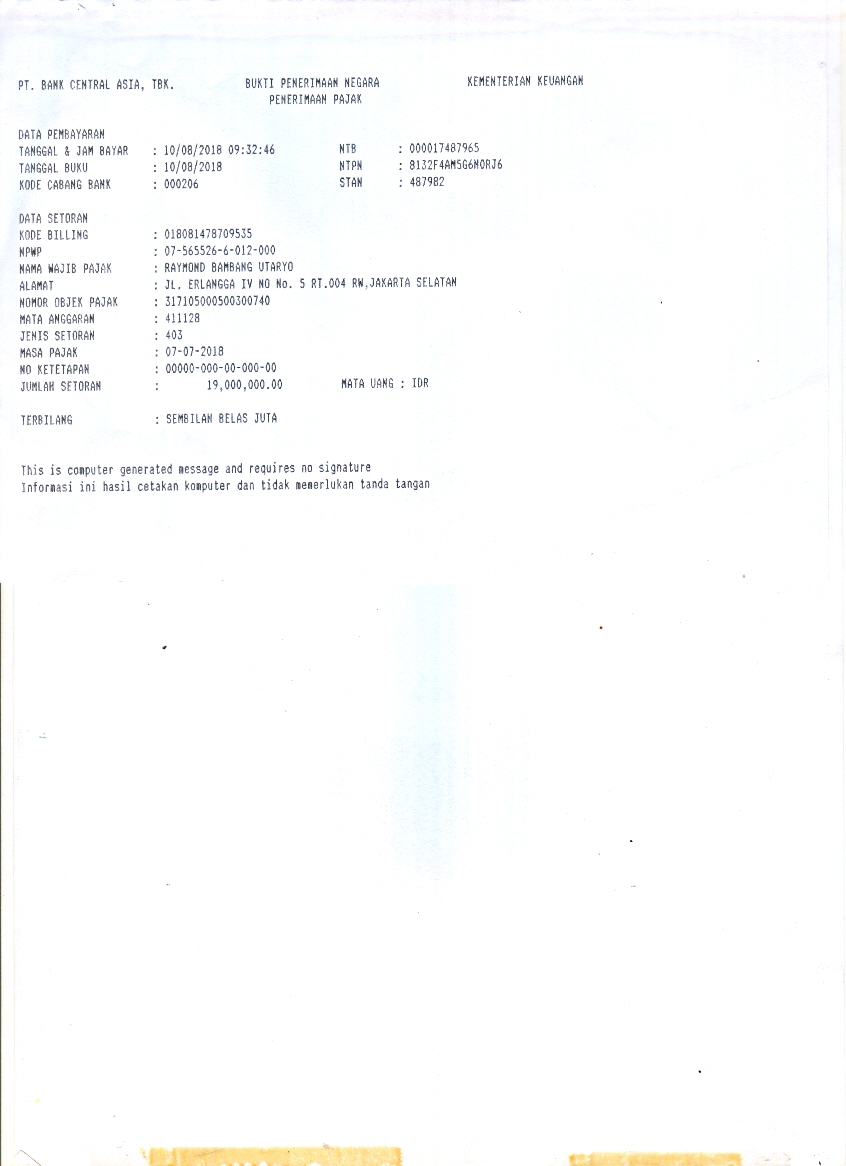 PT. BANK CENTRAL ASIA, TBK. BUKTI PENERIMAAN NEGARA KEMENTERIAN KEUANGAN
PENERIMAAN PAJAK
DATA PEMBAYARAN
TANGGAL & JAM BAYAR : 10/08/2018 09:32:46 NTB : 000017487965
TANGGAL BUKU : 10/08/2018 NTPN : 8132F4AM5G6NORJ6
KODE CABANG BANK : 000206 STAN : 487982
DATA SETORAN
KODE BILLING : 018081478709535
NPWP : 07-565526-6-012-000
NAMA WAJIB PAJAK : RAYMOND BAMBANG UTARYO
ALAMAT : JL. ERLANGGA IV NO No. 5 RT.004 RW,JAKARTA SELATAN
NOMOR OBJEK PAJAK : 317105000500300740
MATA ANGGARAN : 411128
JENIS SETORAN : 403
MASA PAJAK : 07-07-2018
NO KETETAPAN : 00000-000-00-000-00
JUMLAH SETORAN : 19,000,000.00 MATA UANG : IDR
TERBILANG : SEMBILAN BELAS JUTA
This is computer generated message and requires no signature
Informasi ini hasil cetakan komputer dan tidak memerlukan tanda tangan